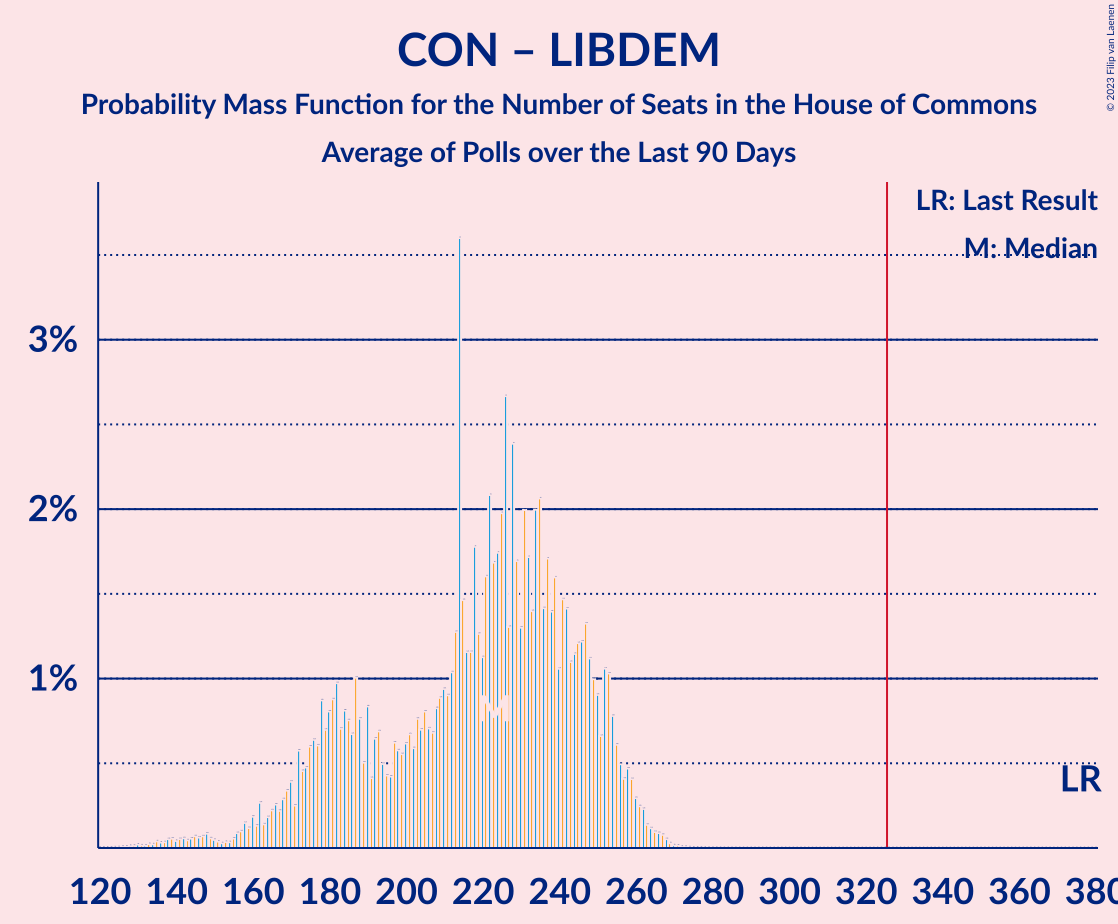 CON – LIBDEM
Probability Mass Function for the Number of Seats in the House of Commons
Average of Polls over the Last 90 Days
© 2023 Filip van Laenen
LR: Last Result
M: Median
3%
2%
1%
M
LR
120 140 160 180 200 220 240 260 280 300 320 340 360 380